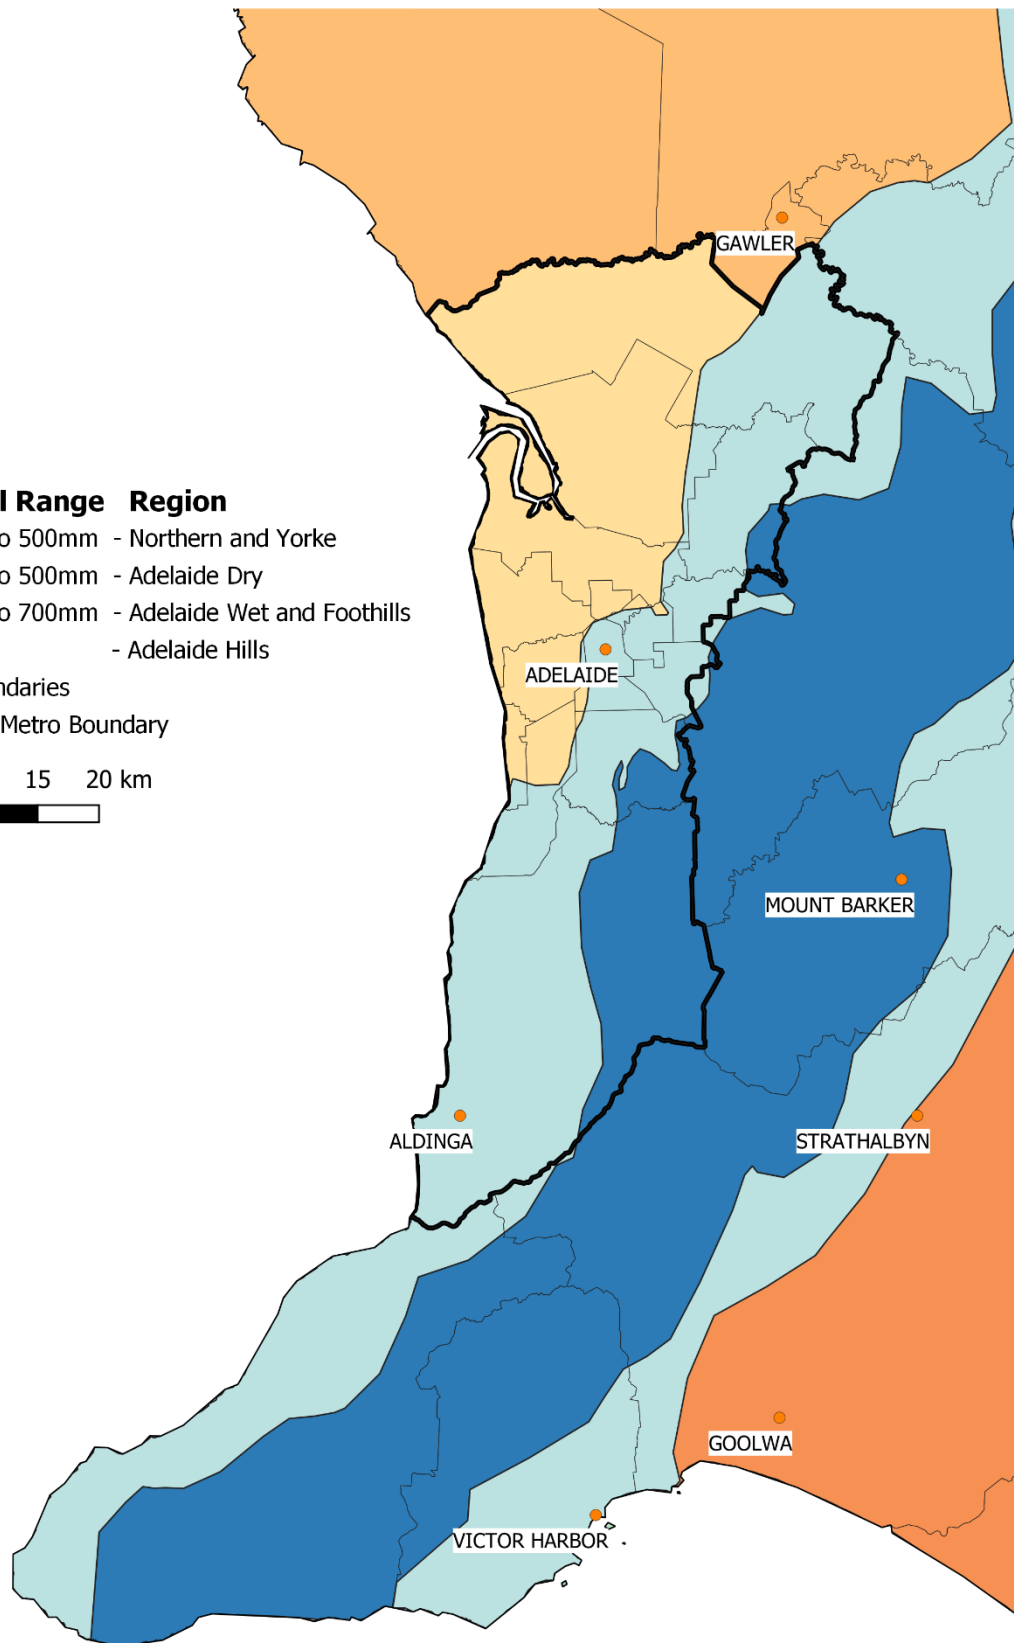 GAWLER
l Range Region
o 500mm - Northern and Yorke
o 500mm - Adelaide Dry
o 700mm - Adelaide Wet and Foothills
- Adelaide Hills
ndaries
Metro Boundary
15 20 km
ADELAIDE
MOUNT BARKER
ALDINGA
STRATHALBYN
GOOLWA
VICTOR HARBOR